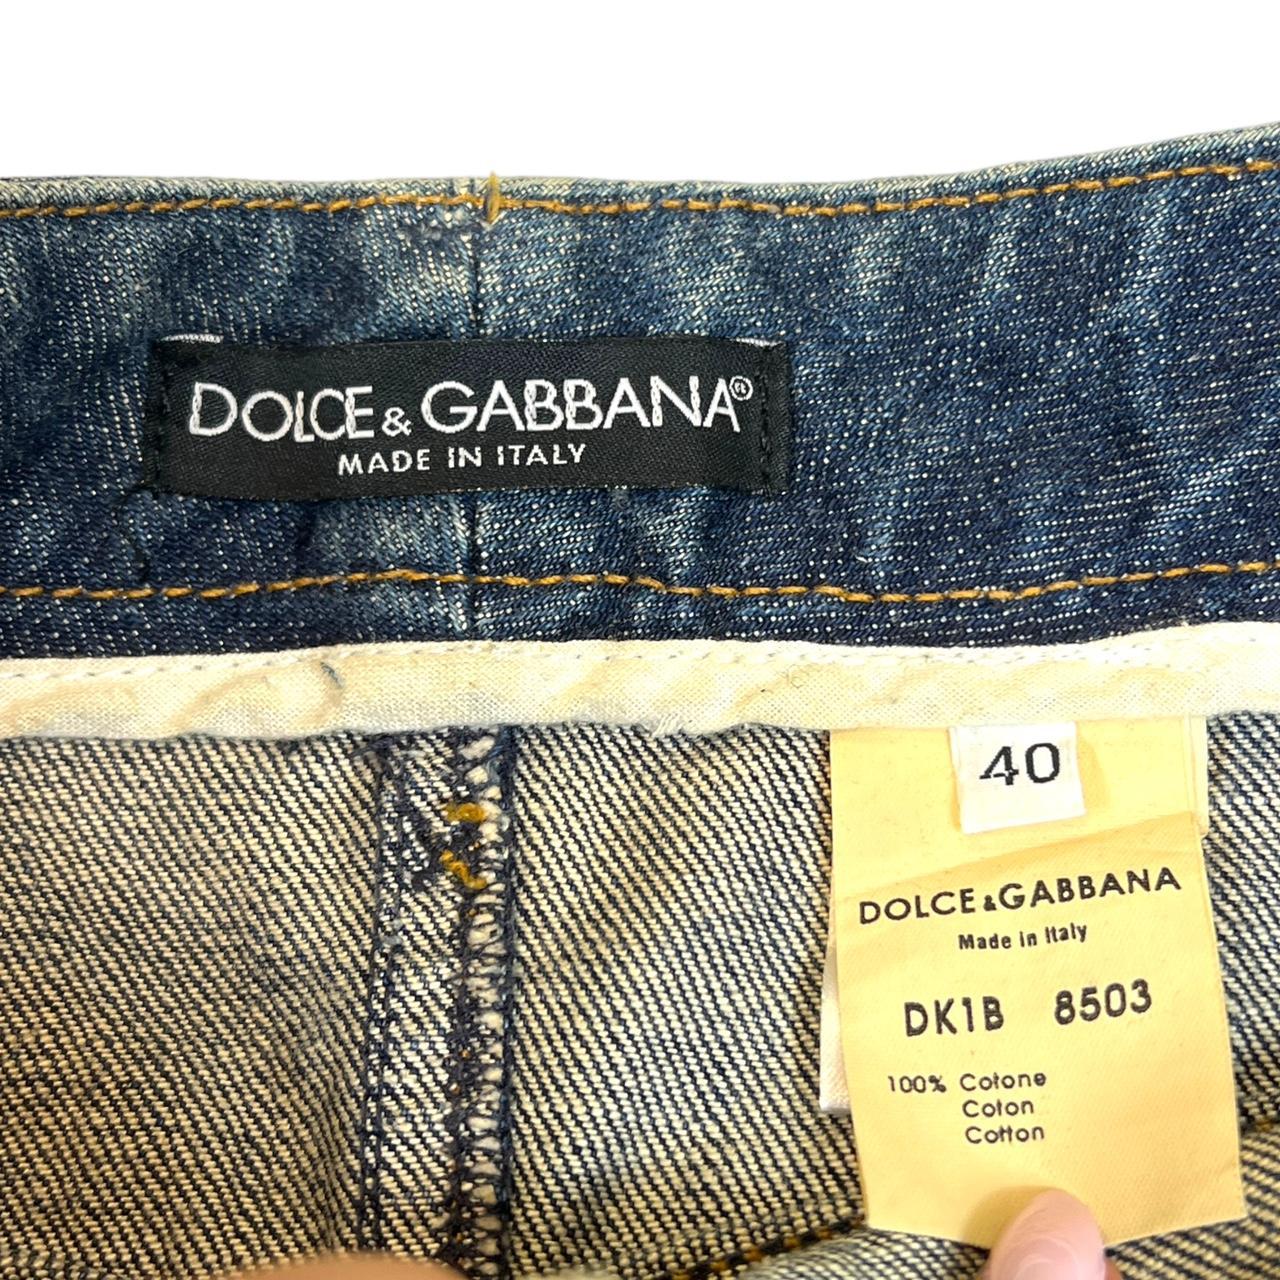 DOLCE & GABBANA®
MADE IN ITALY
40
DOLCE & GABBANA
Made in Italy
DK1B 8503
100% Cotone
Coton
Cotton